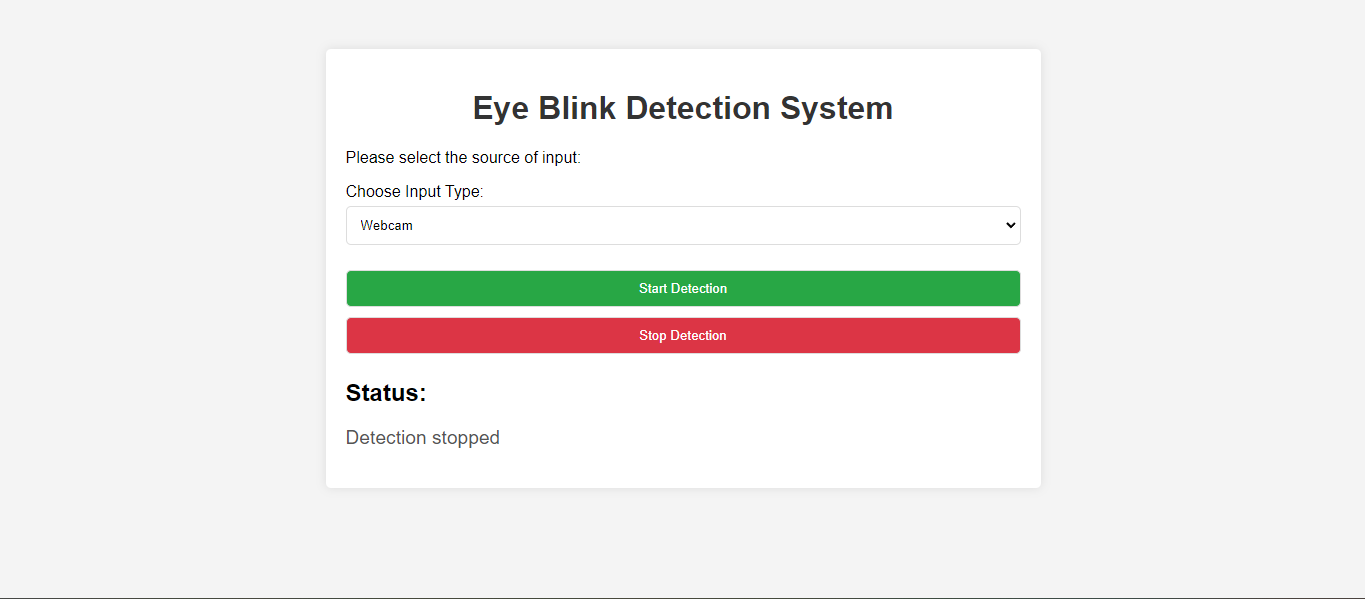 Eye Blink Detection System
Please select the source of input:
Choose Input Type:
Webcam
Start Detection
Stop Detection
Status:
Detection stopped